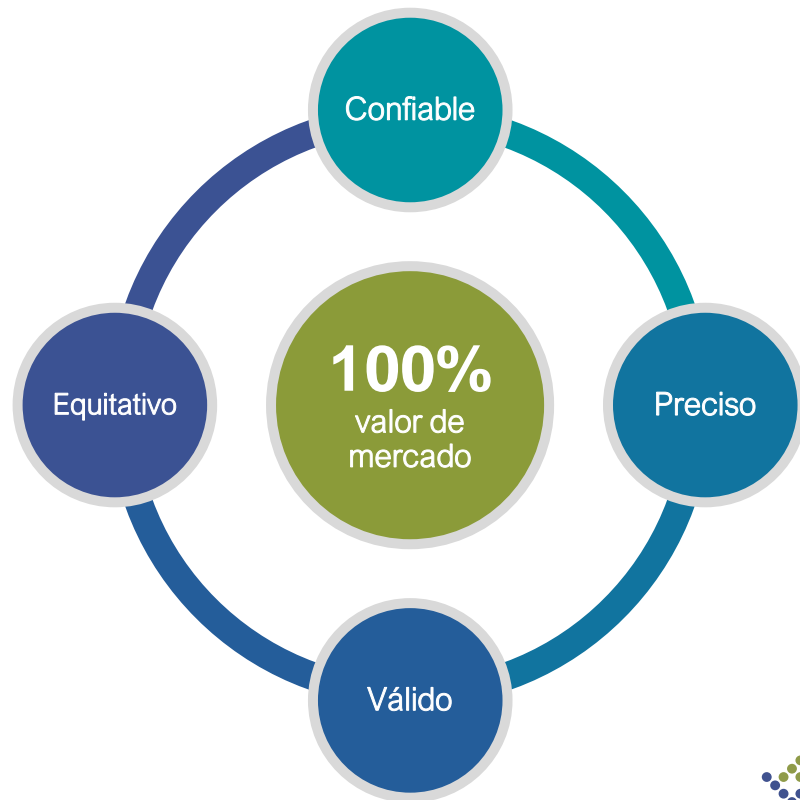 Confiable
Equitativo
100%
valor de
mercado
Preciso
Válido